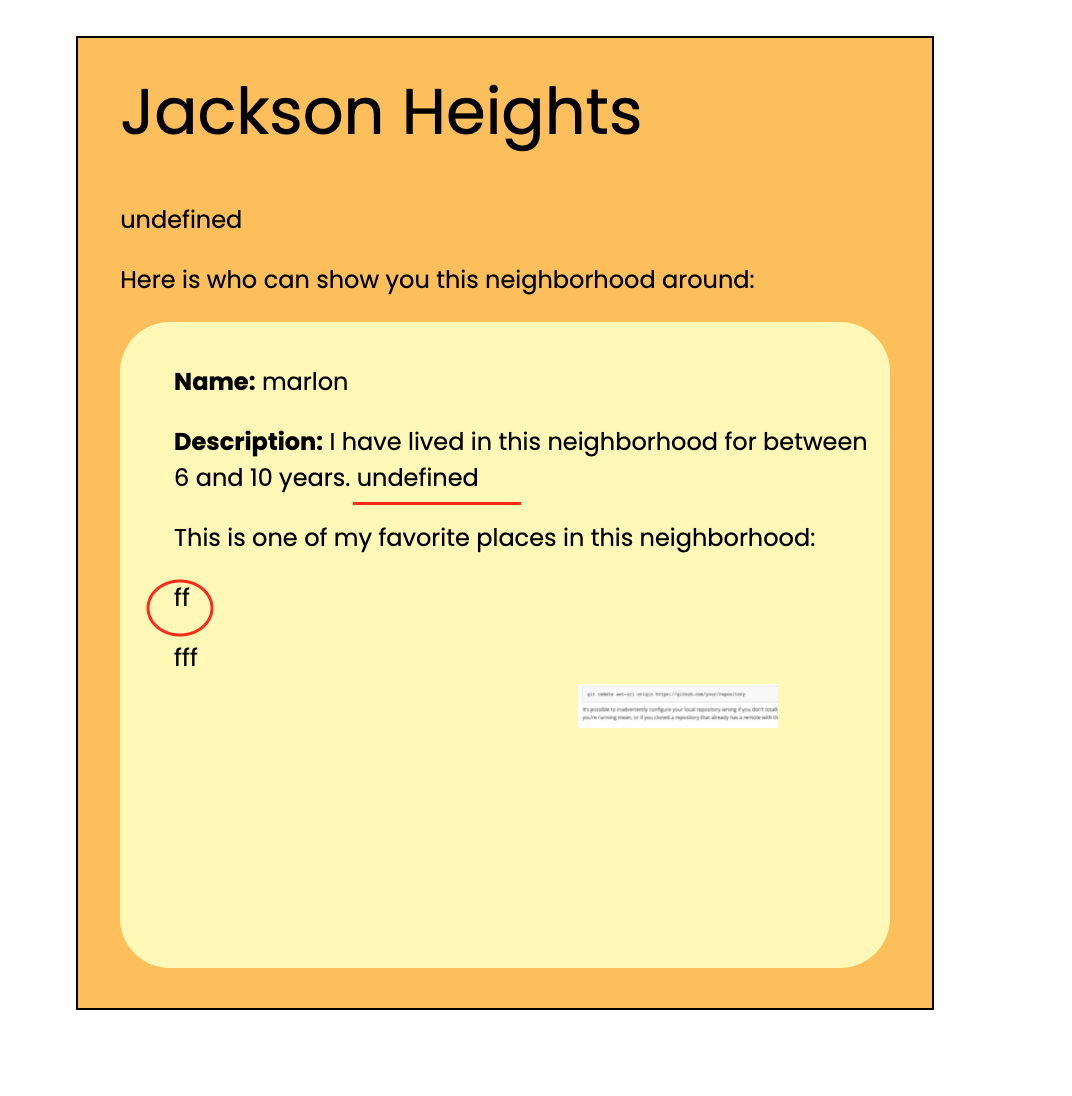 Jackson Heights
undefined
Here is who can show you this neighborhood around:
Name: marlon
Description: I have lived in this neighborhood for between
6 and 10 years. undefined
This is one of my favorite places in this neighborhood:
ff
fff
git remote set-url origin https://github.com/your/repository
It's possible to inadvertently configure your local repository wrong if you don't totally
you're running mean, or if you cloned a repository that already has a remote with th